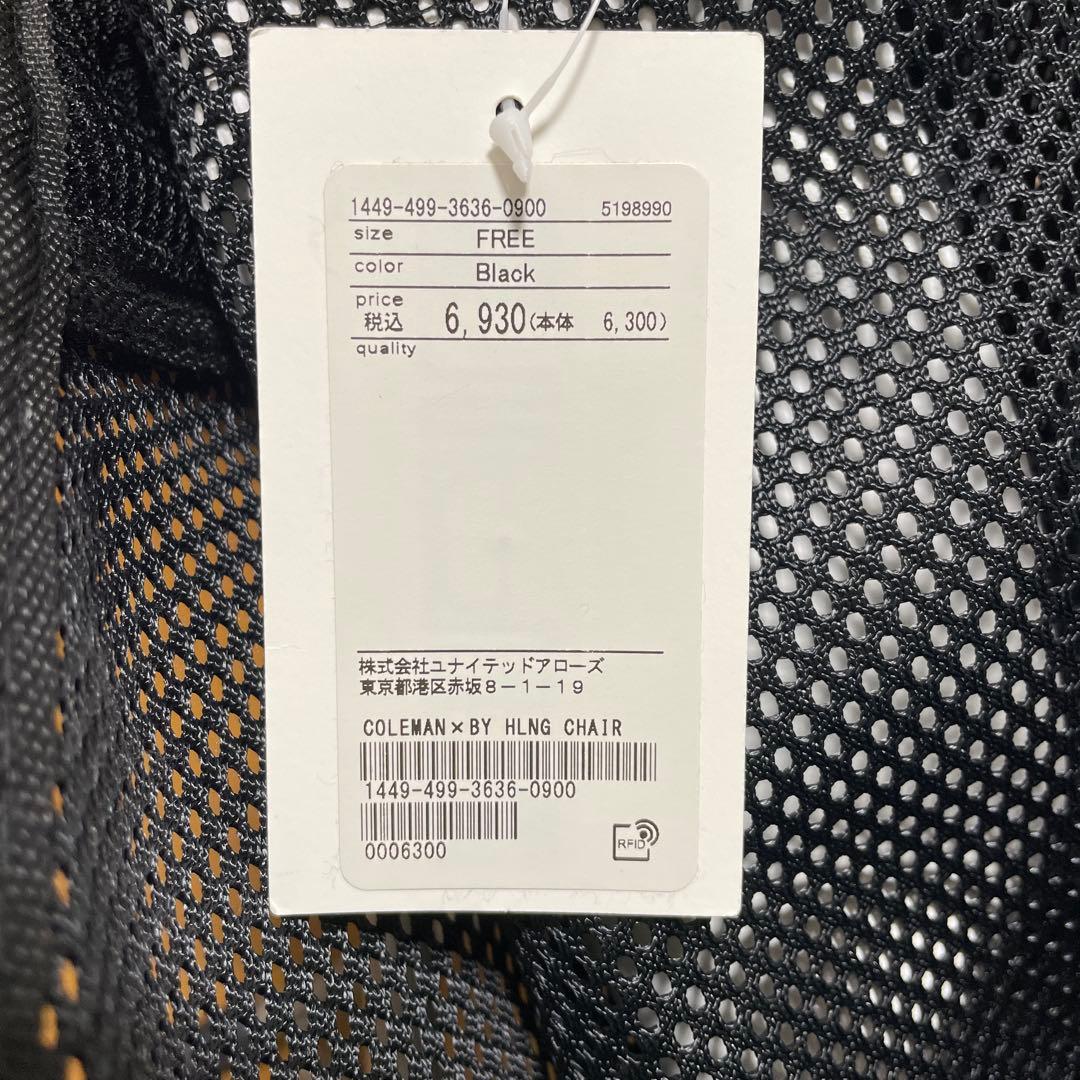 1449-499-3636-0900 5198990
size FREE
color Black
price
税込 6,930(本体 6,300)
quality
株式会社ユナイテッドアローズ
東京都港区赤坂8-1-19
COLEMAN×BY HLNG CHAIR
1449-499-3636-0900
0006300
RFID